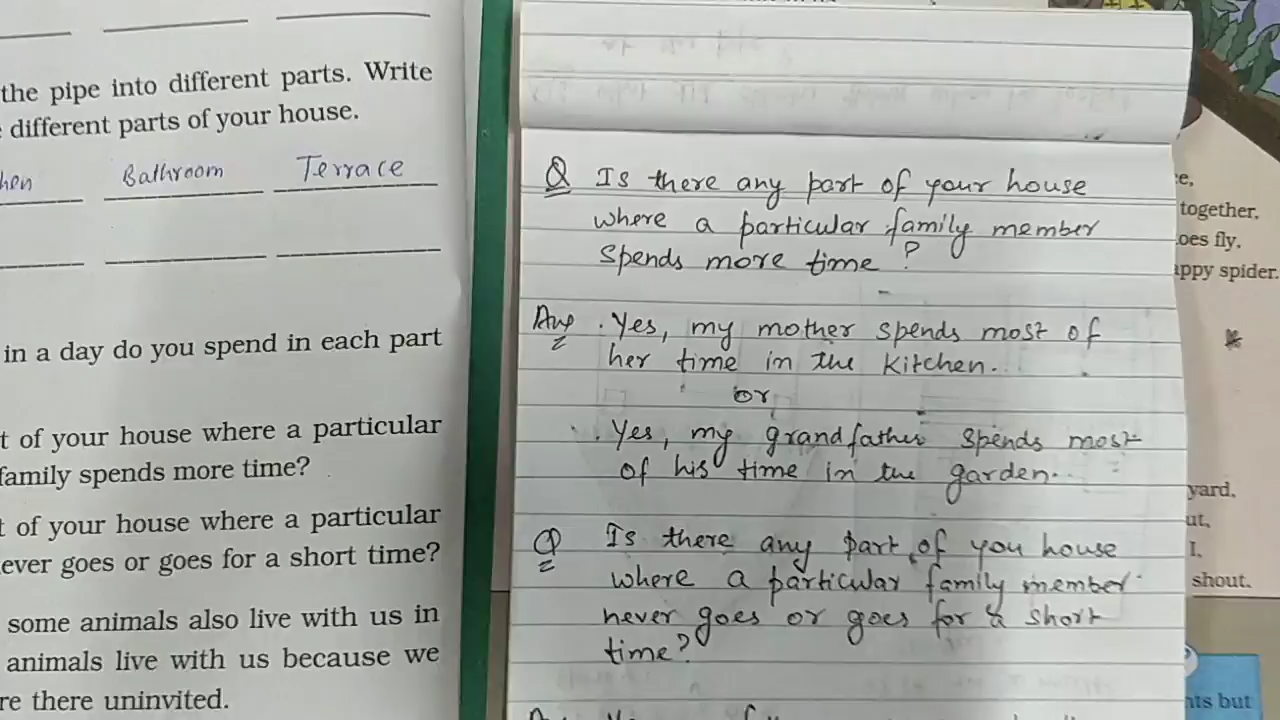 the pipe into different parts. Write
different parts of your house.
Bathroom Terrace
in a day do you spend in each part
of your house where a particular
family spends more time?
of your house where a particular
ever goes or goes for a short time?
some animals also live with us in
animals live with us because we
re there uninvited.
Q Is there any part of your house
where a particular family member
spends more time?
Ans . Yes, my mother spends most of
her time in the kitchen.
or
. Yes, my grandfather spends most
of his time in the garden.
Q Is there any part of you house
where a particular family member
never goes or goes for a short
time?
together,
oes fly.
appy spider.
yard,
ut,
I,
shout.
nts but